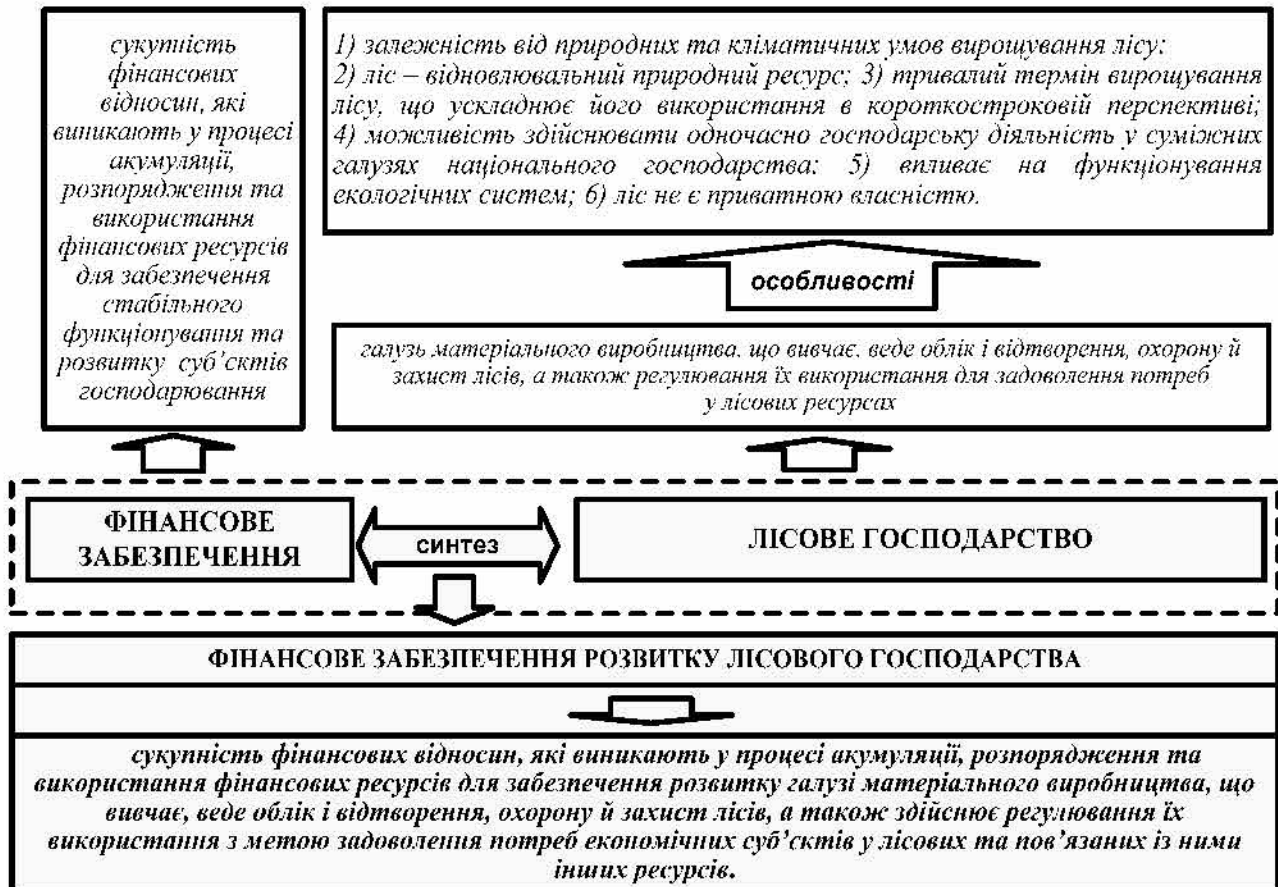 сукупність
фінансових
відносин, які
виникають у процесі
акумуляції,
розпорядження та
використання
фінансових ресурсів
для забезпечення
стабільного
функціонування та
розвитку суб’єктів
господарювання
1) залежність від природних та кліматичних умов вирощування лісу;
2) ліс – відновлювальний природний ресурс; 3) тривалий термін вирощування
лісу, що ускладнює його використання в короткостроковій перспективі;
4) можливість здійснювати одночасно господарську діяльність у суміжних
галузях національного господарства; 5) впливає на функціонування
екологічних систем; 6) ліс не є приватною власністю.
особливості
галузь матеріального виробництва, що вивчає, веде облік і відтворення, охорону й
захист лісів, а також регулювання їх використання для задоволення потреб
у лісових ресурсах
ФІНАНСОВЕ
ЗАБЕЗПЕЧЕННЯ
синтез
ЛІСОВЕ ГОСПОДАРСТВО
ФІНАНСОВЕ ЗАБЕЗПЕЧЕННЯ РОЗВИТКУ ЛІСОВОГО ГОСПОДАРСТВА
сукупність фінансових відносин, які виникають у процесі акумуляції, розпорядження та
використання фінансових ресурсів для забезпечення розвитку галузі матеріального виробництва, що
вивчає, веде облік і відтворення, охорону й захист лісів, а також здійснює регулювання їх
використання з метою задоволення потреб економічних суб’єктів у лісових та пов’язаних із ними
інших ресурсів.